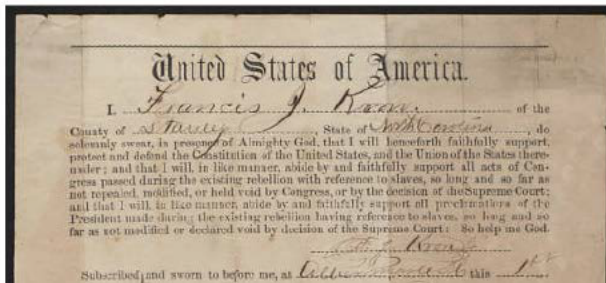 United States of America.
I, Francis J. Kron, of the
County of Stanley, State of North Carolina, do
solemnly swear, in presence of Almighty God, that I will henceforth faithfully support,
protect and defend the Constitution of the United States, and the Union of the States there-
under; and that I will, in like manner, abide by and faithfully support all acts of Con-
gress passed during the existing rebellion with reference to slaves, so long and so far as
not repealed, modified, or held void by Congress, or by the decision of the Supreme Court;
and that I will, in like manner, abide by and faithfully support all proclamations of the
President made during the existing rebellion having reference to slaves, so long and so
far as not modified or declared void by decision of the Supreme Court: So help me God.
Kron
Subscribed and sworn to before me, at Albemarle this 1st